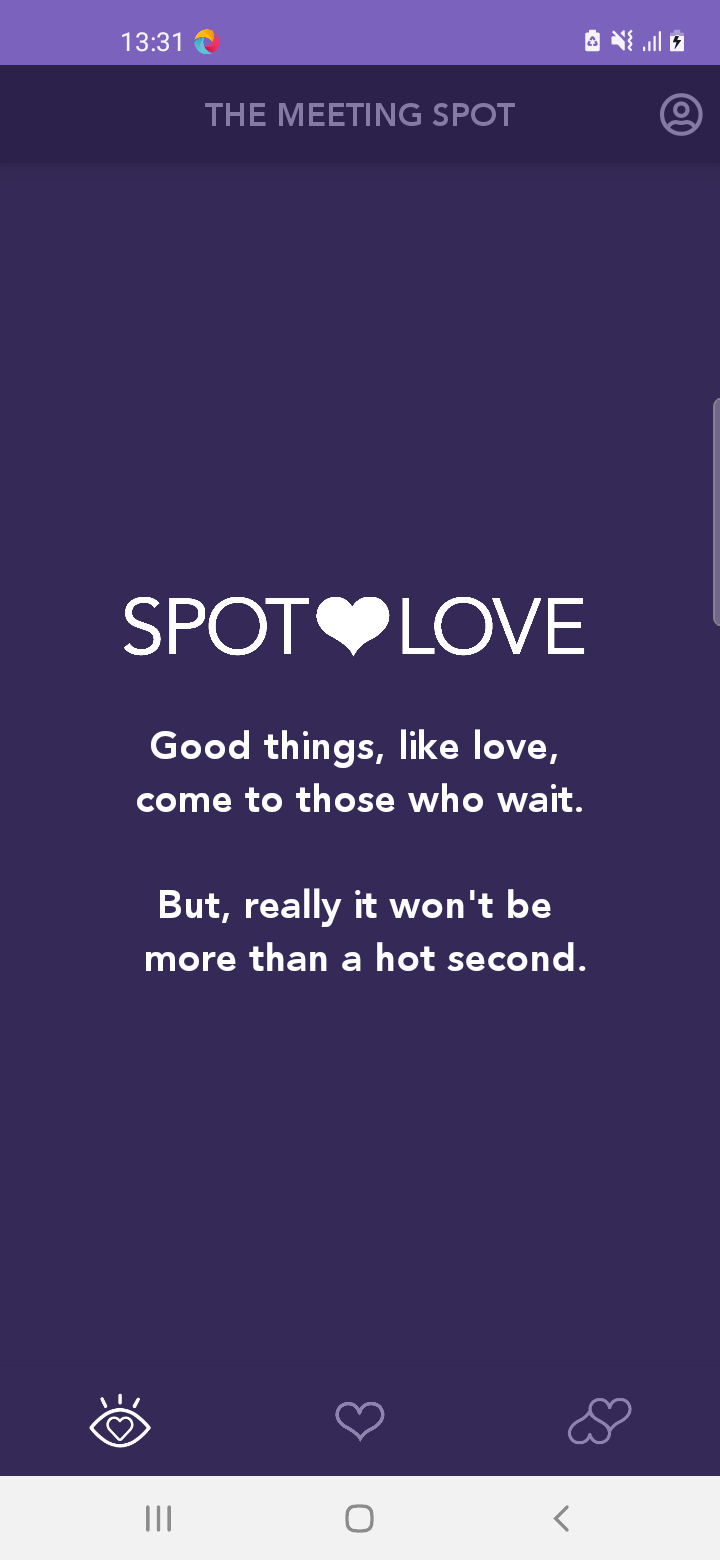 13:31
THE MEETING SPOT
SPOT LOVE
Good things, like love,
come to those who wait.
But, really it won't be
more than a hot second.